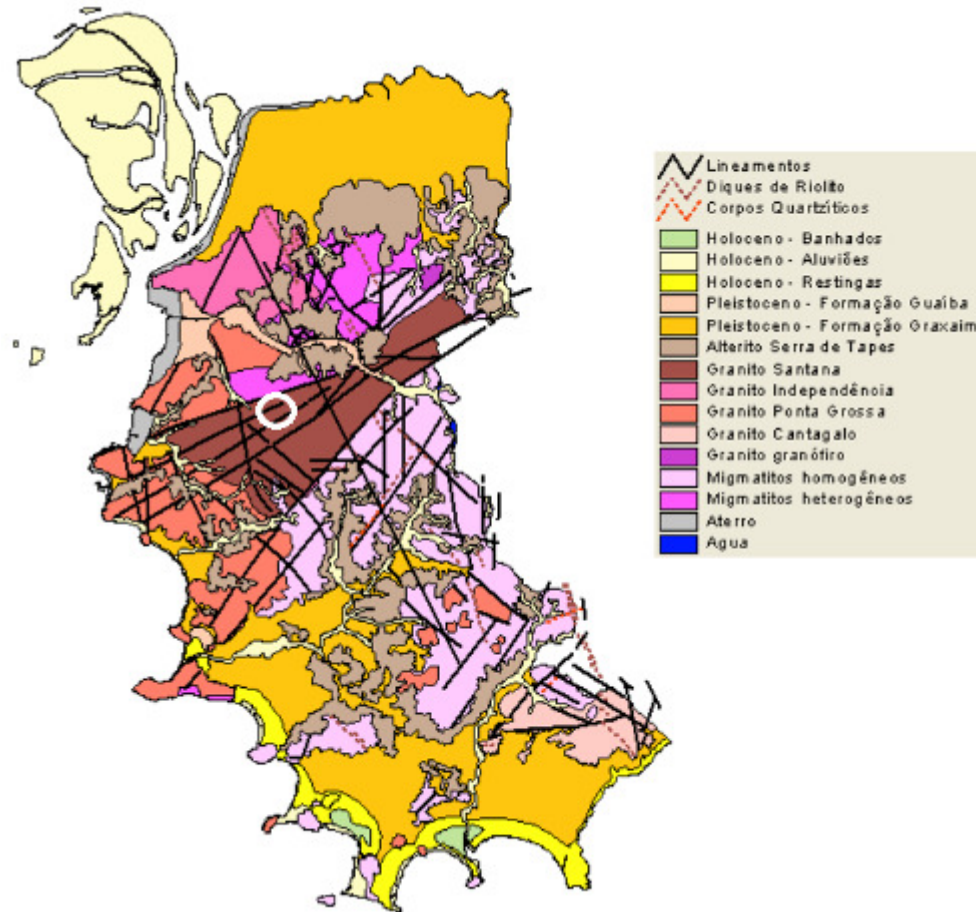 Lineamentos
Diques de Riolito
Corpos Quartzíticos
Holoceno - Banhados
Holoceno - Aluviões
Holoceno - Restingas
Pleistoceno - Formação Guaíba
Pleistoceno - Formação Graxaim
Alterito Serra de Tapes
Granito Santana
Granito Independência
Granito Ponta Grossa
Granito Cantagalo
Granito granófiro
Migmatitos homogêneos
Migmatitos heterogêneos
Aterro
Agua